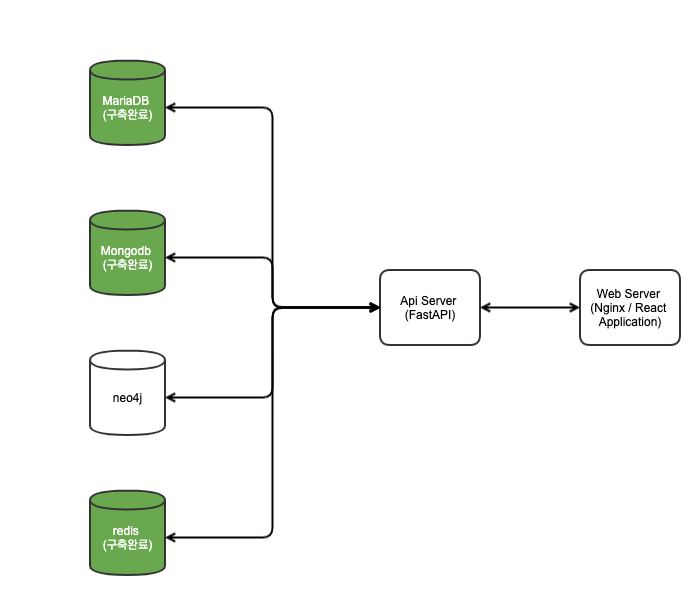 MariaDB
(구축완료)
Mongodb
(구축완료)
neo4j
redis
(구축완료)
Api Server
(FastAPI)
Web Server
(Nginx / React
Application)